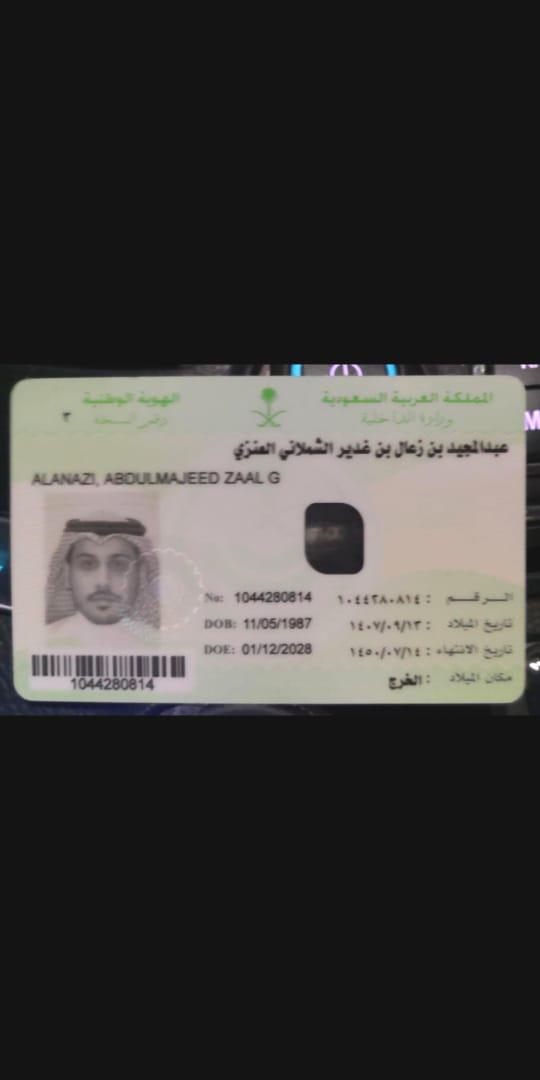 المملكة العربية السعودية
وزارة الداخلية
الهوية الوطنية
رقم النسخة ٣
عبدالمجيد بن زعال بن غدير الشملاني العنزي
ALANAZI, ABDULMAJEED ZAAL G
الرقم : ١٠٤٤٢٨٠٨١٤
No: 1044280814
تاريخ الميلاد : ١٤٠٧/٠٩/١٣
DOB: 11/05/1987
تاريخ الانتهاء : ١٤٥٠/٠٧/١٤
DOE: 01/12/2028
مكان الميلاد : الخرج
1044280814